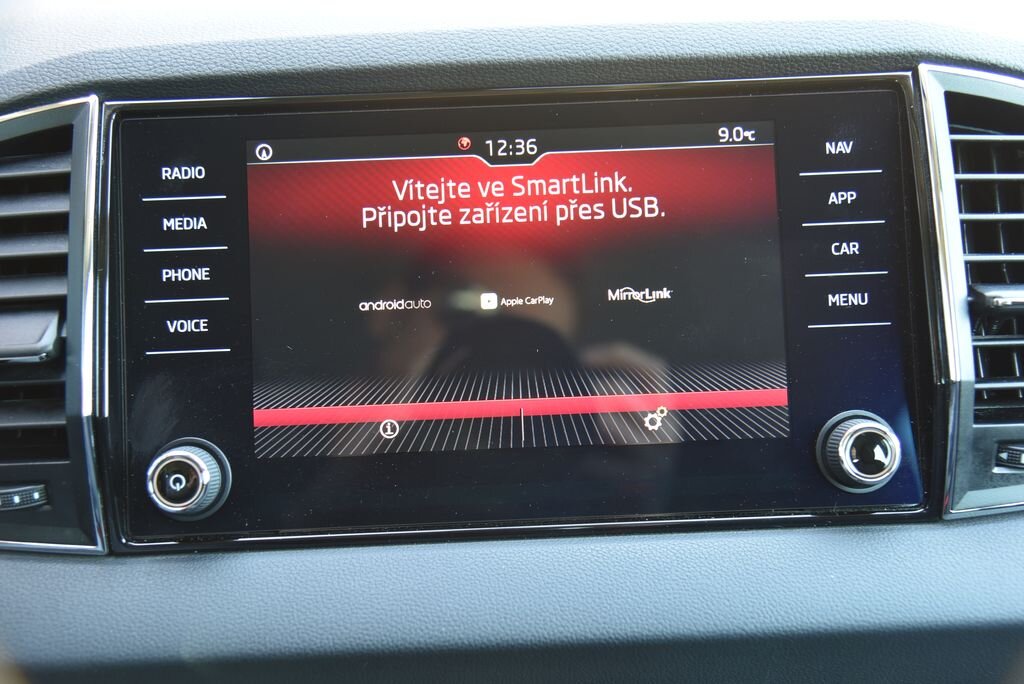 RADIO
MEDIA
PHONE
VOICE
12:36
9.0°C
Vítejte ve SmartLink.
Připojte zařízení přes USB.
androidauto
Apple CarPlay
MirrorLink
NAV
APP
CAR
MENU